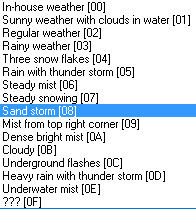 In-house weather [00]
Sunny weather with clouds in water [01]
Regular weather [02]
Rainy weather [03]
Three snow flakes [04]
Rain with thunder storm [05]
Steady mist [06]
Steady snowing [07]
Sand storm [08]
Mist from top right corner [09]
Dense bright mist [0A]
Cloudy [0B]
Underground flashes [0C]
Heavy rain with thunder storm [0D]
Underwater mist [0E]
??? [0F]